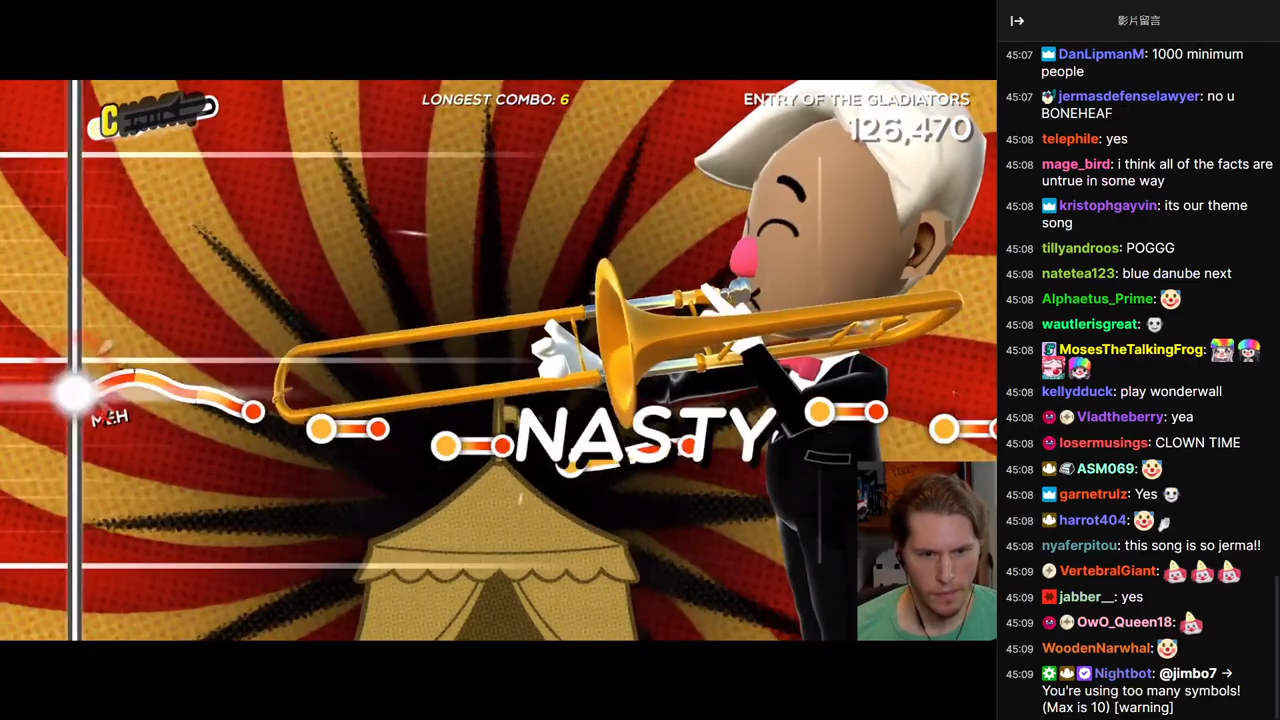 LONGEST COMBO: 6
ENTRY OF THE GLADIATORS
126,470
C
MEH
NASTY
影片留言
45:07 DanLipmanM: 1000 minimum
people
45:07 jermasdefenselawyer: no u
BONEHEAF
45:08 telephile: yes
45:08 mage_bird: i think all of the facts are
untrue in some way
45:08 kristophgayvin: its our theme
song
45:08 tillyandroos: POGGG
45:08 natetea123: blue danube next
45:08 Alphaetus_Prime:
45:08 wautlerisgreat:
45:08 MosesTheTalkingFrog:
45:08 kellydduck: play wonderwall
45:08 Vladtheberry: yea
45:08 losermusings: CLOWN TIME
45:08 ASM069:
45:08 garnetrulz: Yes
45:08 harrot404:
45:08 nyaferpitou: this song is so jerma!!
45:09 VertebralGiant:
45:09 jabber__: yes
45:09 OwO_Queen18:
45:09 WoodenNarwhal:
45:09 Nightbot: @jimbo7 →
You're using too many symbols!
(Max is 10) [warning]